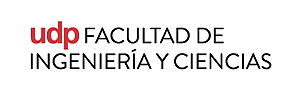 udp FACULTAD DE
INGENIERÍA Y CIENCIAS